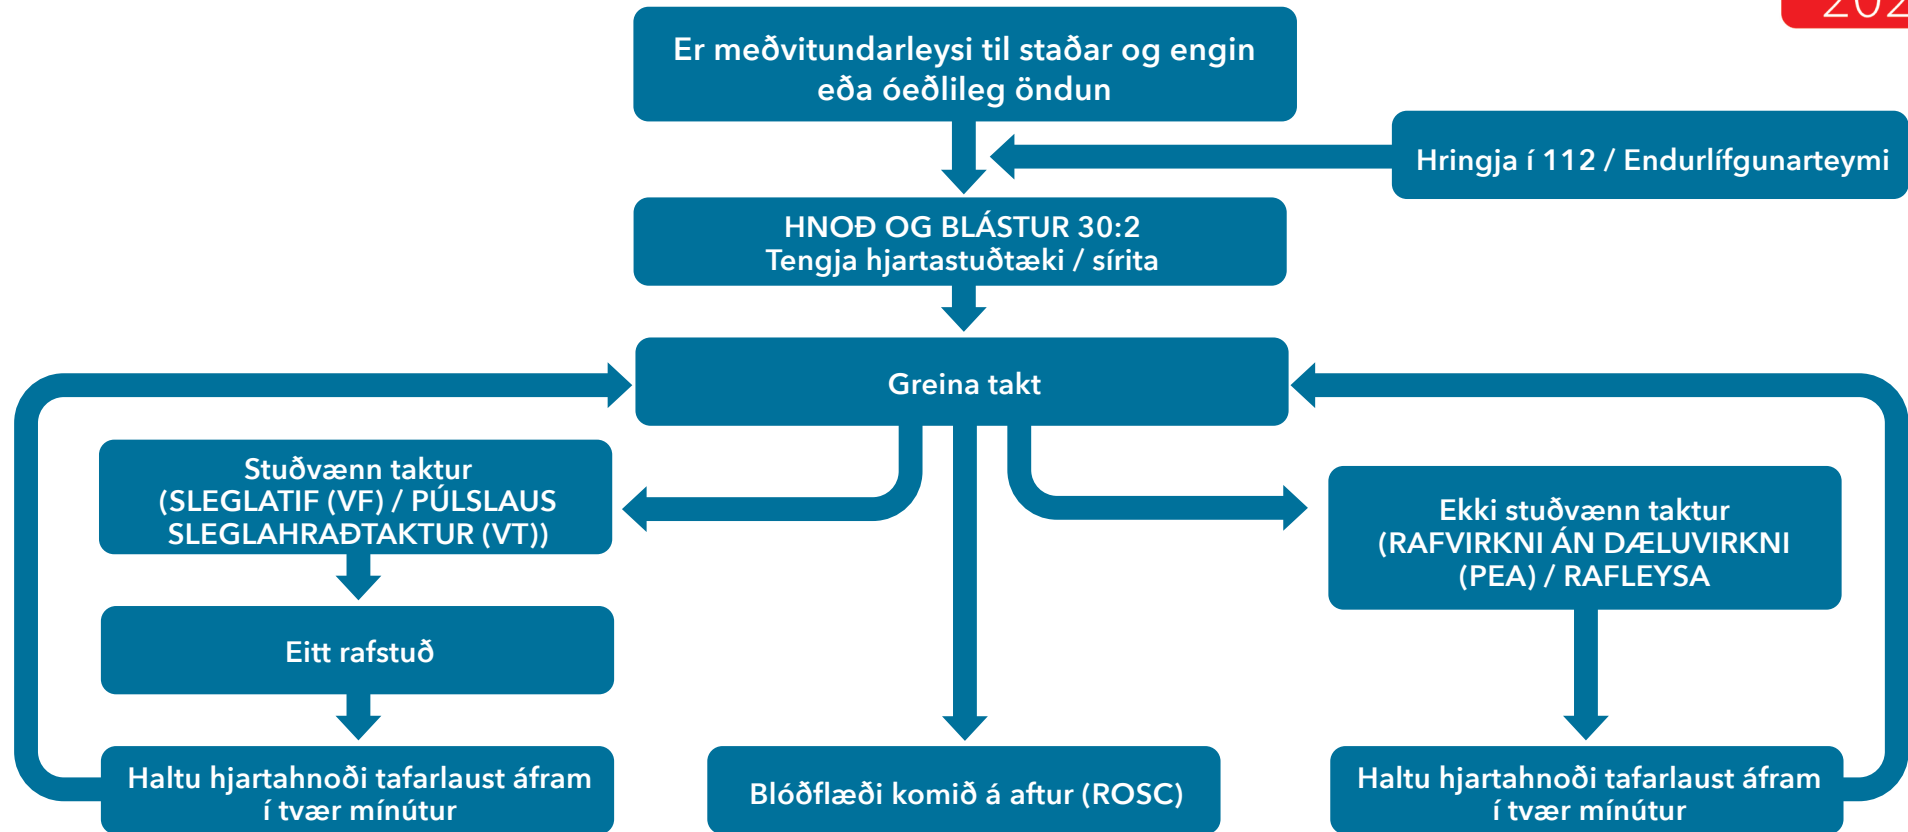 202
Er meðvitundarleysi til staðar og engin
eða óeðlileg öndun
Hringja í 112 / Endurlífgunarteymi
HNOÐ OG BLÁSTUR 30:2
Tengja hjartastuðtæki / sírita
Greina takt
Stuðvænn taktur
(SLEGLATIF (VF) / PÚLSLAUS
SLEGLAHRAÐTAKTUR (VT))
Ekki stuðvænn taktur
(RAFVIRKNI ÁN DÆLUVIRKNI
(PEA) / RAFLEYSA
Eitt rafstuð
Haltu hjartahnoði tafarlaust áfram
í tvær mínútur
Blóðflæði komið á aftur (ROSC)
Haltu hjartahnoði tafarlaust áfram
í tvær mínútur